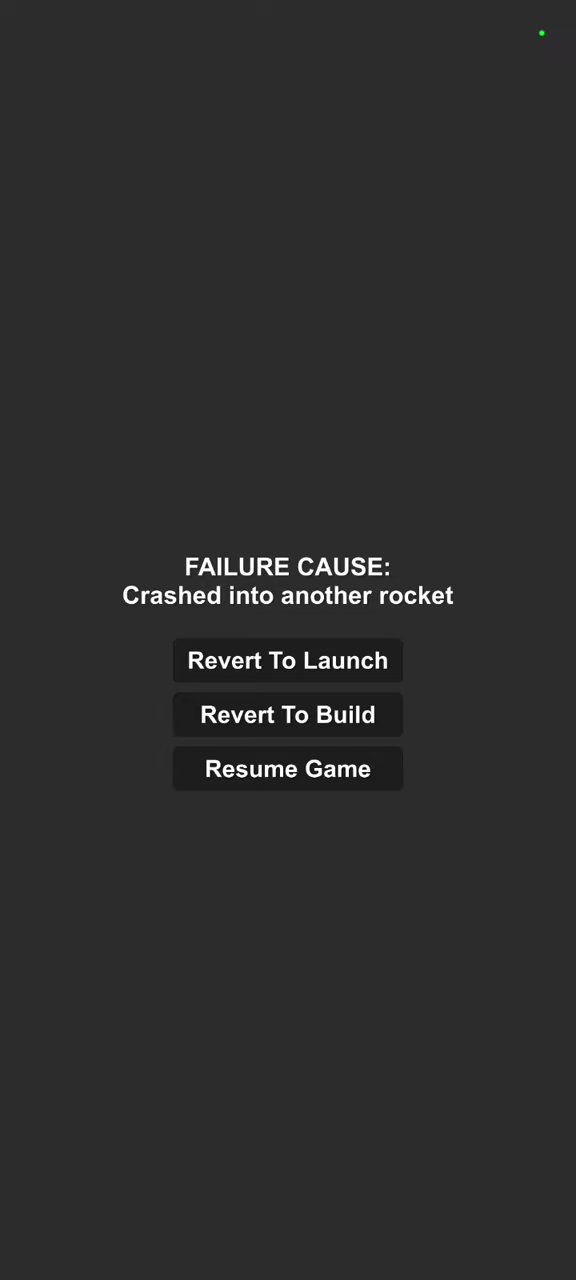 FAILURE CAUSE:
Crashed into another rocket
Revert To Launch
Revert To Build
Resume Game